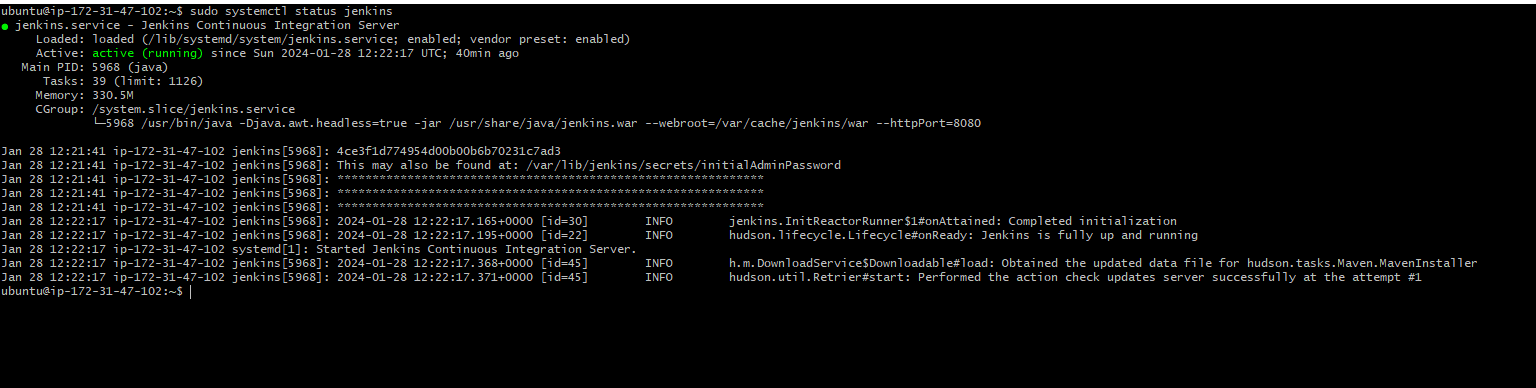 ubuntu@ip-172-31-47-102:~$ sudo systemctl status jenkins
● jenkins.service - Jenkins Continuous Integration Server
Loaded: loaded (/lib/systemd/system/jenkins.service; enabled; vendor preset: enabled)
Active: active (running) since Sun 2024-01-28 12:22:17 UTC; 40min ago
Main PID: 5968 (java)
Tasks: 39 (limit: 1126)
Memory: 330.5M
CGroup: /system.slice/jenkins.service
└─5968 /usr/bin/java -Djava.awt.headless=true -jar /usr/share/java/jenkins.war --webroot=/var/cache/jenkins/war --httpPort=8080
Jan 28 12:21:41 ip-172-31-47-102 jenkins[5968]: 4ce3f1d774954d00b00b6b70231c7ad3
Jan 28 12:21:41 ip-172-31-47-102 jenkins[5968]: This may also be found at: /var/lib/jenkins/secrets/initialAdminPassword
Jan 28 12:21:41 ip-172-31-47-102 jenkins[5968]: *************************************************************
Jan 28 12:21:41 ip-172-31-47-102 jenkins[5968]: *************************************************************
Jan 28 12:21:41 ip-172-31-47-102 jenkins[5968]: *************************************************************
Jan 28 12:22:17 ip-172-31-47-102 jenkins[5968]: 2024-01-28 12:22:17.165+0000 [id=30] INFO jenkins.InitReactorRunner$1#onAttained: Completed initialization
Jan 28 12:22:17 ip-172-31-47-102 jenkins[5968]: 2024-01-28 12:22:17.195+0000 [id=22] INFO hudson.lifecycle.Lifecycle#onReady: Jenkins is fully up and running
Jan 28 12:22:17 ip-172-31-47-102 systemd[1]: Started Jenkins Continuous Integration Server.
Jan 28 12:22:17 ip-172-31-47-102 jenkins[5968]: 2024-01-28 12:22:17.368+0000 [id=45] INFO h.m.DownloadService$Downloadable#load: Obtained the updated data file for hudson.tasks.Maven.MavenInstaller
Jan 28 12:22:17 ip-172-31-47-102 jenkins[5968]: 2024-01-28 12:22:17.371+0000 [id=45] INFO hudson.util.Retrier#start: Performed the action check updates server successfully at the attempt #1
ubuntu@ip-172-31-47-102:~$